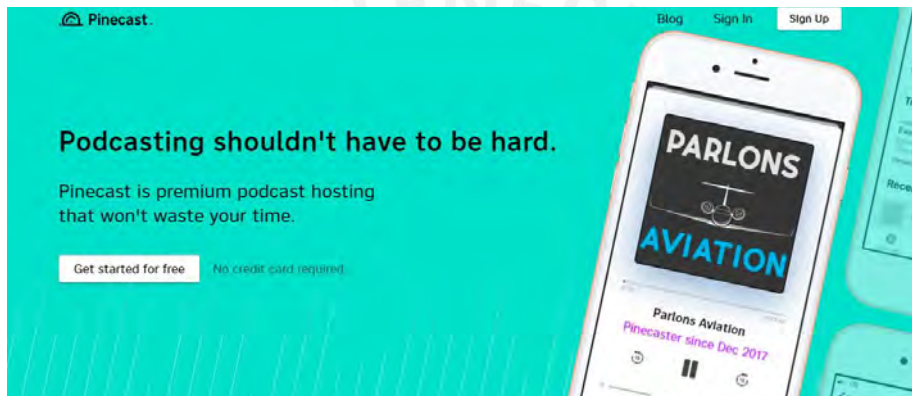 Pinecast.
Blog
Sign In
Sign Up
Podcasting shouldn't have to be hard.
Pinecast is premium podcast hosting
that won't waste your time.
Get started for free
No credit card required.
PARLONS
AVIATION
Parlons Aviation
Pinecaster since Dec 2017